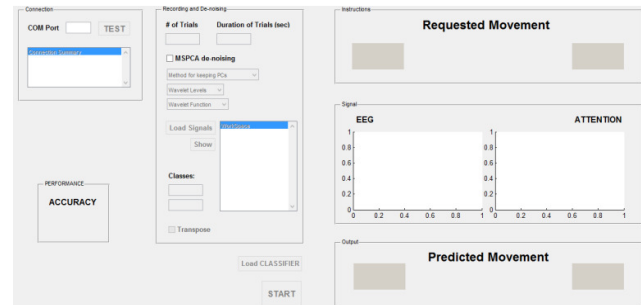 Connection
COM Port
TEST
Connection Summary
Recording and De-noising
# of Trials
Duration of Trials (sec)
MSPCA de-noising
Method for keeping PCs
Wavelet Levels
Wavelet Function
Load Signals
Show
Classes:
Transpose
PERFORMANCE
ACCURACY
Load CLASSIFIER
START
Instructions
Requested Movement
Signal
EEG
ATTENTION
1
0.8
0.6
0.4
0.2
0
0 0.2 0.4 0.6 0.8 1
1
0.8
0.6
0.4
0.2
0
0 0.2 0.4 0.6 0.8 1
Output
Predicted Movement